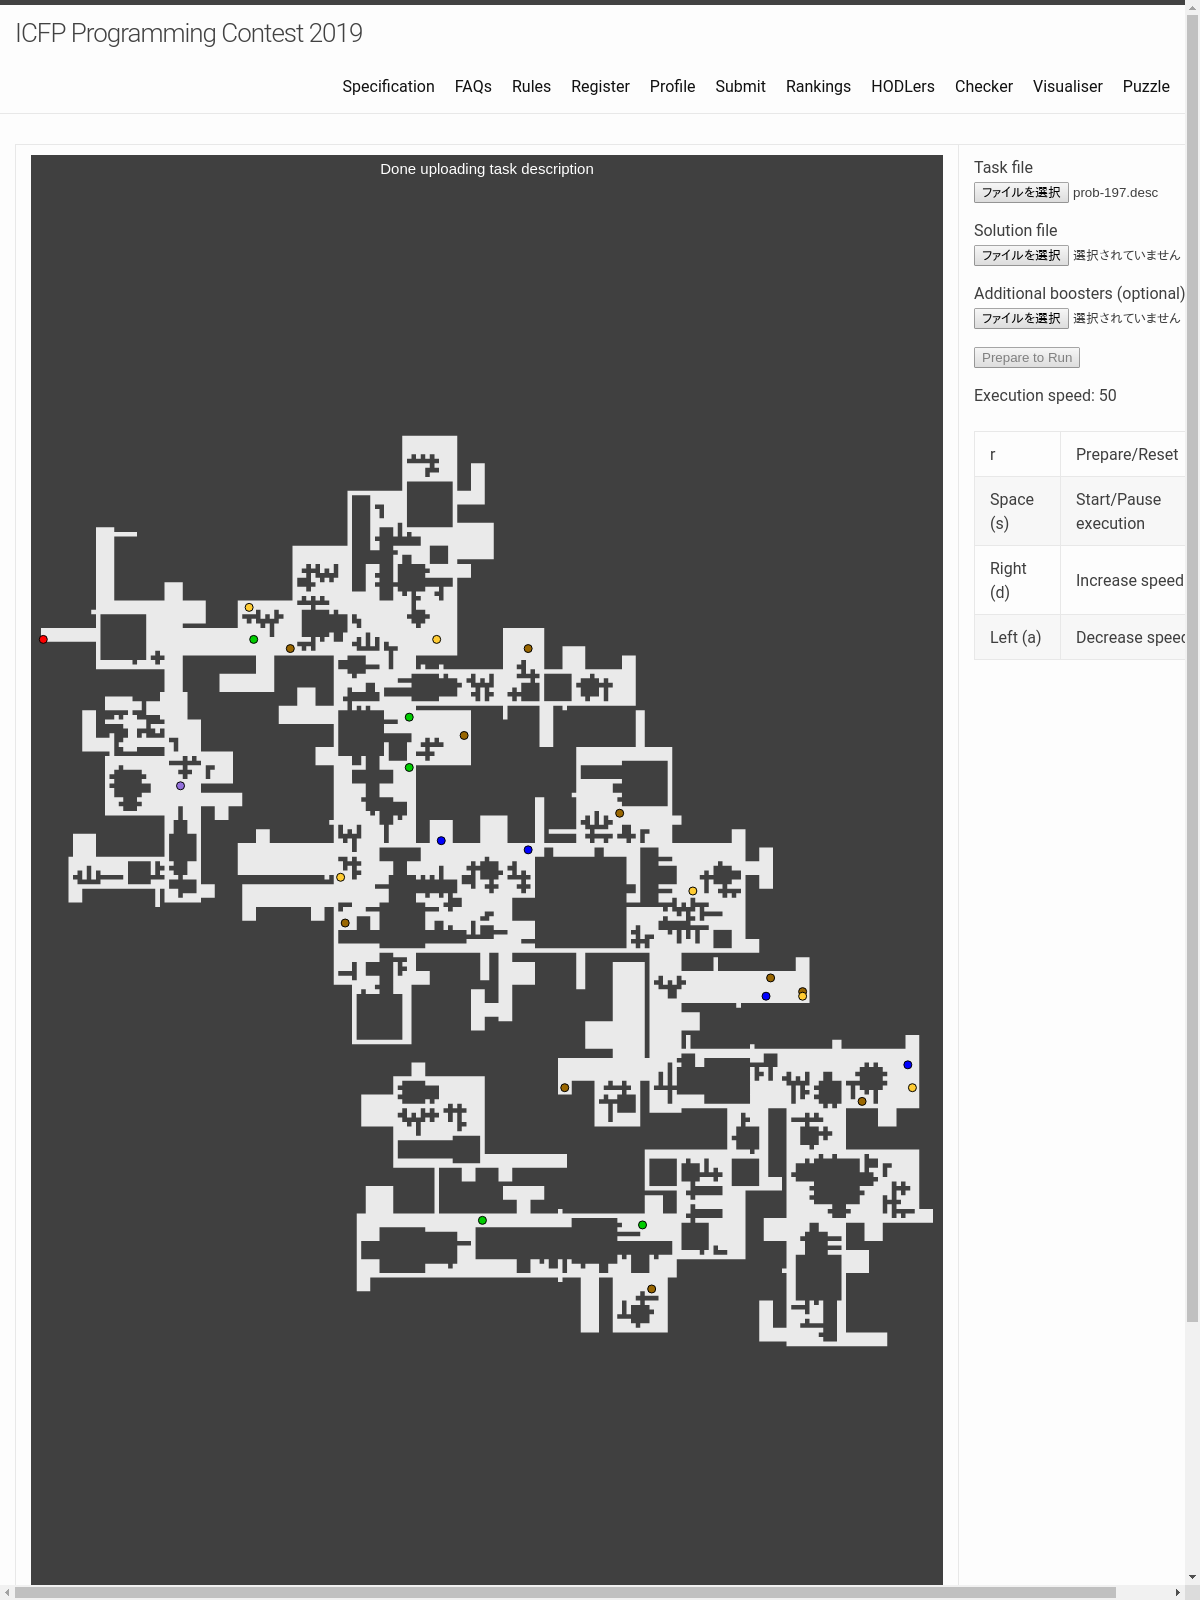 ICFP Programming Contest 2019
Specification FAQs Rules Register Profile Submit Rankings HODLers Checker Visualiser Puzzle
Done uploading task description
Task file
ファイルを選択 prob-197.desc
Solution file
ファイルを選択 選択されていません
Additional boosters (optional)
ファイルを選択 選択されていません
Prepare to Run
Execution speed: 50
r Prepare/Reset
Space (s) Start/Pause execution
Right (d) Increase speed
Left (a) Decrease speed